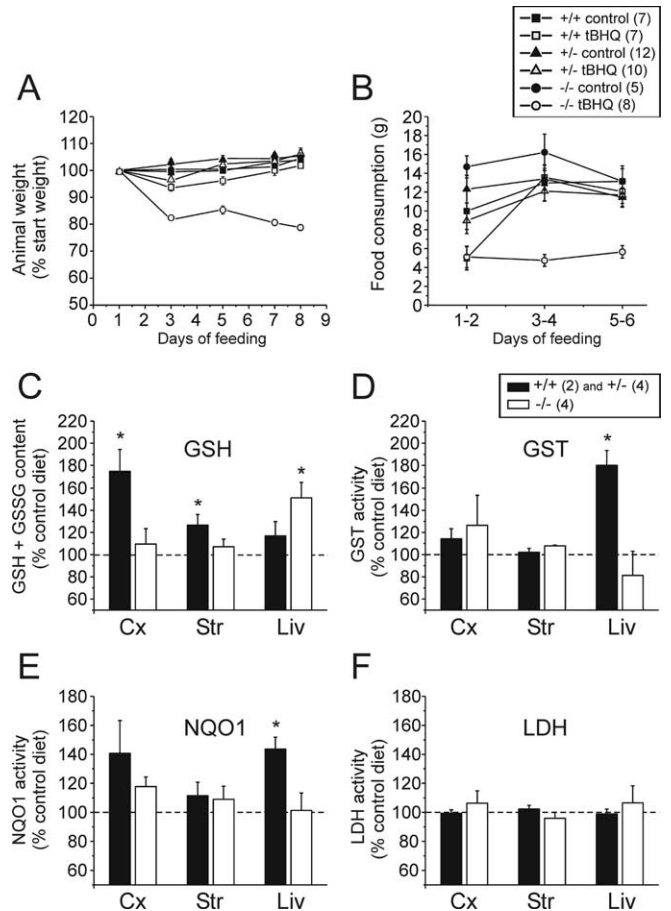 +/+ control (7)
+/+ tBHQ (7)
+/- control (12)
+/- tBHQ (10)
-/- control (5)
-/- tBHQ (8)
A
Animal weight
(% start weight)
120
110
100
90
80
70
60
50
0 1 2 3 4 5 6 7 8 9
Days of feeding
B
Food consumption (g)
20
18
16
14
12
10
8
6
4
2
0
1-2 3-4 5-6
Days of feeding
+/+ (2) and +/- (4)
-/- (4)
C
GSH
GSH + GSSG content
(% control diet)
220
200
180
160
140
120
100
80
60
* * *
Cx Str Liv
D
GST
GST activity
(% control diet)
220
200
180
160
140
120
100
80
60
*
Cx Str Liv
E
NQO1
NQO1 activity
(% control diet)
180
160
140
120
100
80
60
*
Cx Str Liv
F
LDH
LDH activity
(% control diet)
180
160
140
120
100
80
60
Cx Str Liv